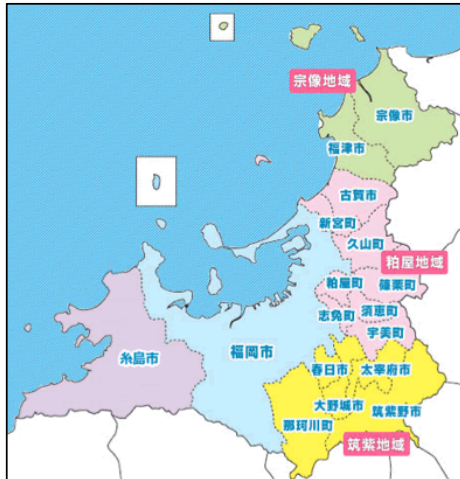 宗像地域
宗像市
福津市
古賀市
新宮町
久山町
粕屋地域
粕屋町
篠栗町
志免町
須恵町
宇美町
糸島市
福岡市
春日市
太宰府市
大野城市
筑紫野市
那珂川町
筑紫地域